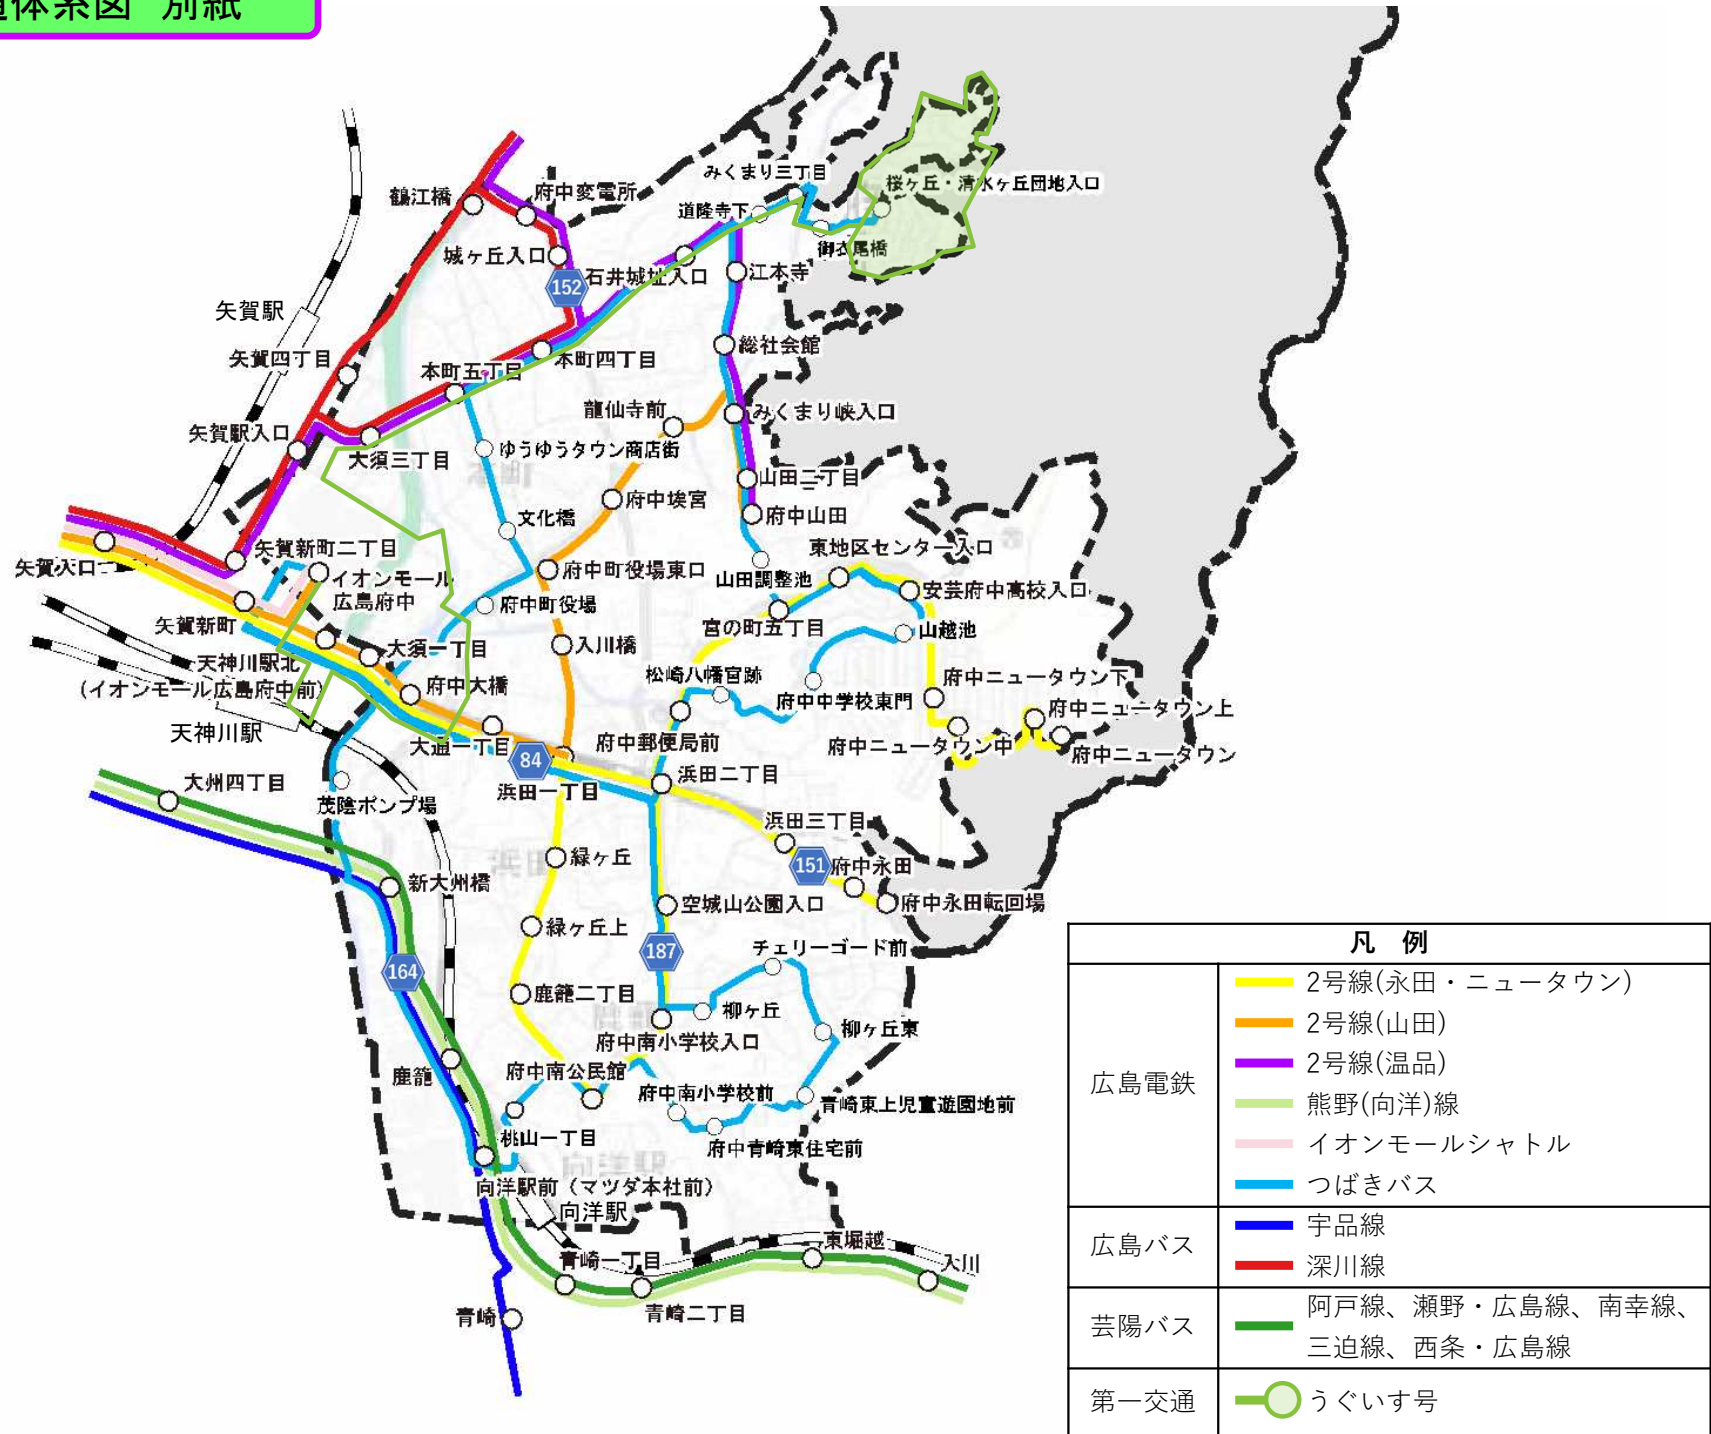 体系図 別紙
みくまり三丁目
桜ヶ丘・清水ヶ丘団地入口
鶴江橋
府中変電所
道隆寺下
御衣尾橋
城ヶ丘入口
石井城址入口
江本寺
152
矢賀駅
矢賀四丁目
本町五丁目
本町四丁目
総社会館
龍仙寺前
みくまり峡入口
矢賀駅入口
大須三丁目
ゆうゆうタウン商店街
山田二丁目
府中埃宮
文化橋
府中山田
矢賀新町二丁目
東地区センター入口
矢賀入口
イオンモール
広島府中
府中町役場東口
山田調整池
安芸府中高校入口
府中町役場
矢賀新町
宮の町五丁目
山越池
天神川駅北
(イオンモール広島府中前)
大須一丁目
入川橋
松崎八幡宮跡
府中大橋
府中中学校東門
府中ニュータウン下
府中ニュータウン上
天神川駅
大通一丁目
府中郵便局前
府中ニュータウン中
府中ニュータウン
84
大州四丁目
浜田一丁目
浜田二丁目
茂陰ポンプ場
浜田三丁目
緑ヶ丘
151
府中永田
新大州橋
空城山公園入口
府中永田転回場
緑ヶ丘上
187
チェリーゴード前
164
鹿籠二丁目
柳ヶ丘
柳ヶ丘東
府中南小学校入口
鹿籠
府中南公民館
府中南小学校前
青崎東上児童遊園地前
桃山一丁目
府中青崎東住宅前
向洋駅
向洋駅前（マツダ本社前）
向洋駅
青崎一丁目
東堀越
入川
青崎
青崎二丁目
凡 例
広島電鉄
2号線(永田・ニュータウン)
2号線(山田)
2号線(温品)
熊野(向洋)線
イオンモールシャトル
つばきバス
広島バス
宇品線
深川線
芸陽バス
阿戸線、瀬野・広島線、南幸線、
三迫線、西条・広島線
第一交通
うぐいす号